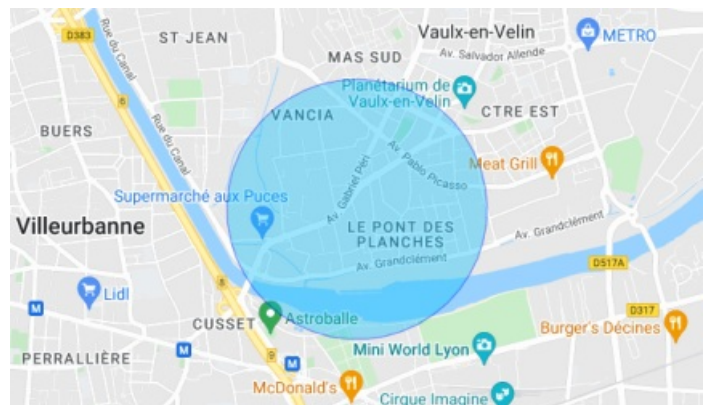 D383
Rue du Canal
ST JEAN
Vaulx-en-Velin
METRO
Av. Salvador Allende
MAS SUD
6
Planétarium de
Vaulx-en-Velin
VANCIA
CTRE EST
BUERS
Rue du Canal
Av. Pablo Picasso
Meat Grill
Av. Gabriel Péri
Supermarché aux Puces
Villeurbanne
LE PONT DES
PLANCHES
Av. Grandclément
Av. Grandclément
D517A
8
Lidl
M
CUSSET
Astroballe
D317
Burger's Décines
M
9
M
Mini World Lyon
PERRALLIÈRE
M
McDonald's
Cirque Imagine